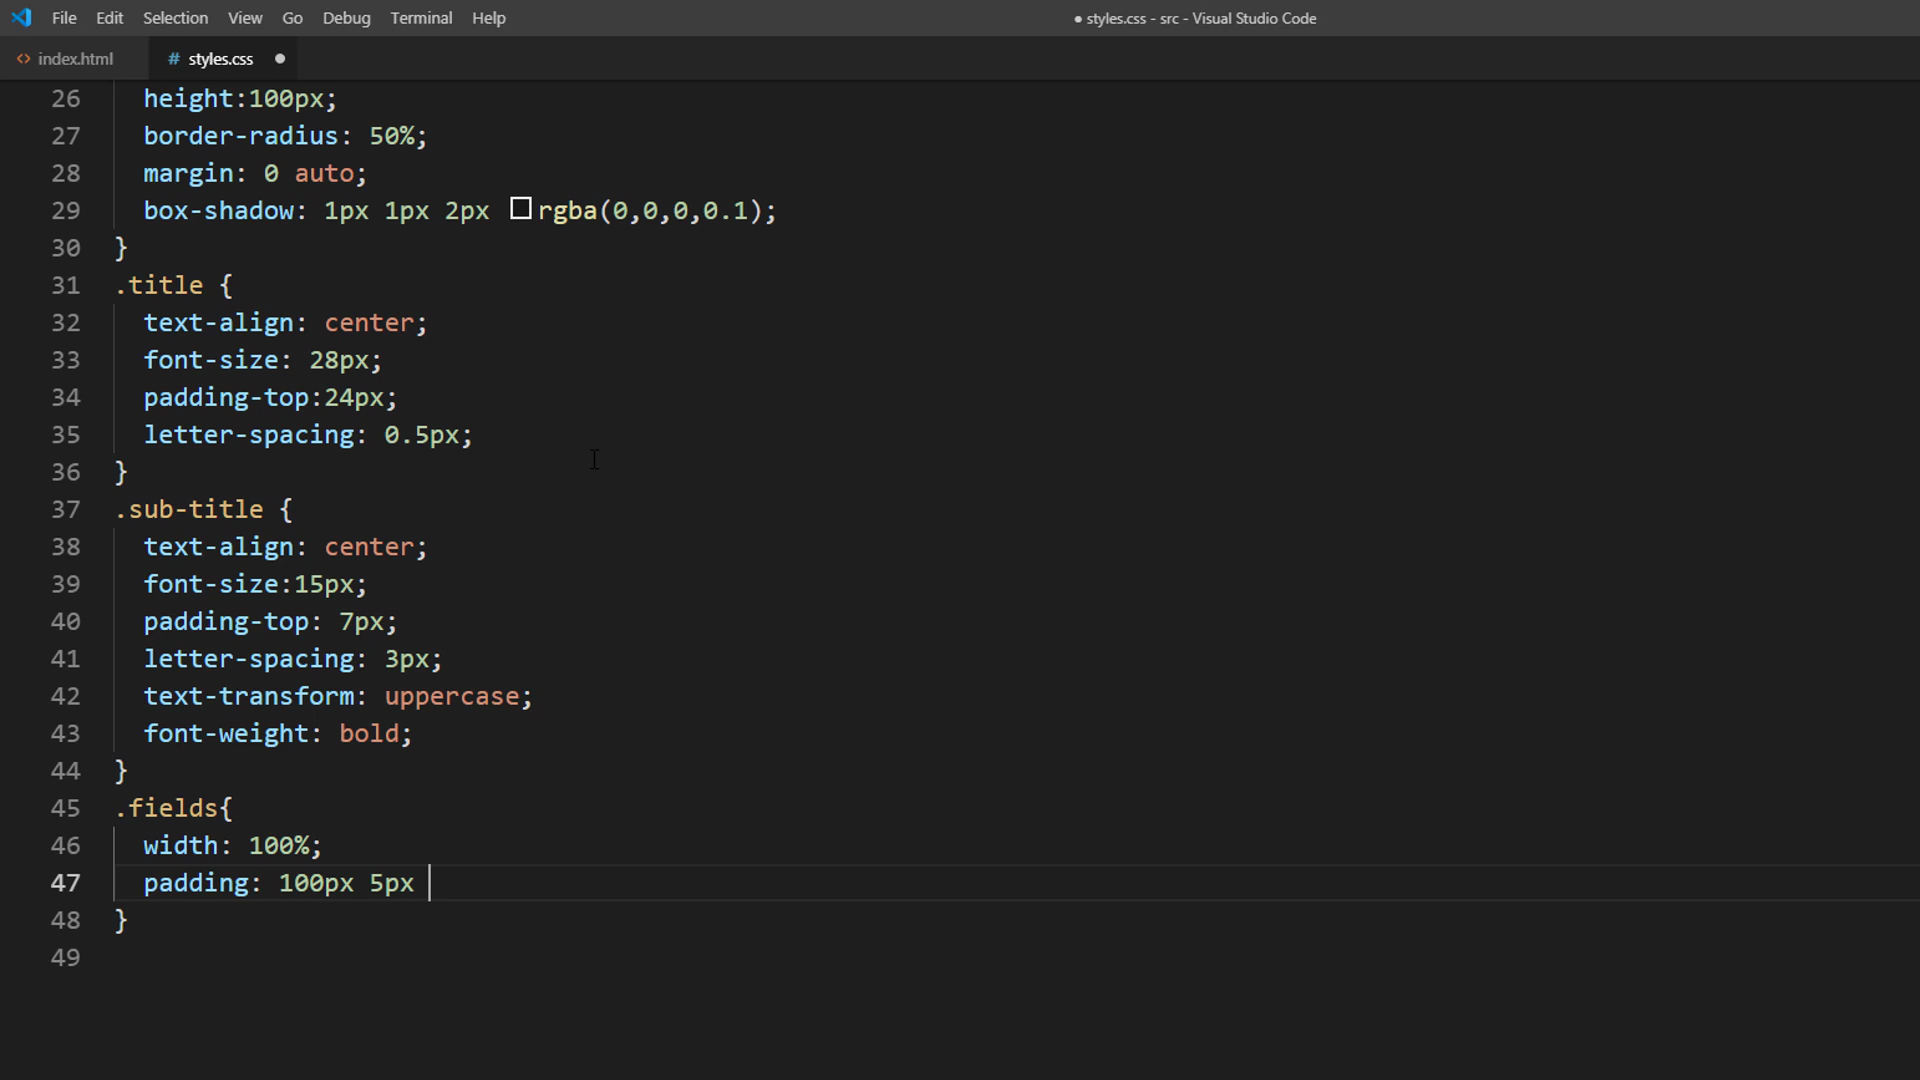 File Edit Selection View Go Debug Terminal Help ● styles.css - src - Visual Studio Code
<> index.html # styles.css ●
26 height:100px;
27 border-radius: 50%;
28 margin: 0 auto;
29 box-shadow: 1px 1px 2px rgba(0,0,0,0.1);
30 }
31 .title {
32 text-align: center;
33 font-size: 28px;
34 padding-top:24px;
35 letter-spacing: 0.5px;
36 }
37 .sub-title {
38 text-align: center;
39 font-size:15px;
40 padding-top: 7px;
41 letter-spacing: 3px;
42 text-transform: uppercase;
43 font-weight: bold;
44 }
45 .fields{
46 width: 100%;
47 padding: 100px 5px
48 }
49